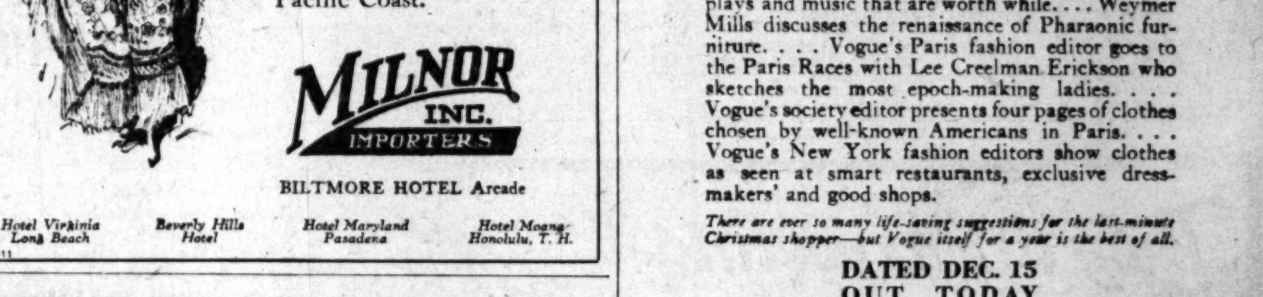 Pacific Coast.
MILNOR
INC.
IMPORTERS
BILTMORE HOTEL Arcade
Hotel Virginia
Long Beach
Beverly Hills
Hotel
Hotel Maryland
Pasadena
Hotel Moana
Honolulu, T. H.
11
plays and music that are worth while.... Weymer
Mills discusses the renaissance of Pharaonic fur-
niture. . . . Vogue's Paris fashion editor goes to
the Paris Races with Lee Creelman Erickson who
sketches the most epoch-making ladies. . . .
Vogue's society editor presents four pages of clothes
chosen by well-known Americans in Paris. . . .
Vogue's New York fashion editors show clothes
as seen at smart restaurants, exclusive dress-
makers' and good shops.
There are ever so many life-saving suggestions for the last-minute
Christmas shopper—but Vogue itself for a year is the best of all.
DATED DEC. 15
OUT TODAY